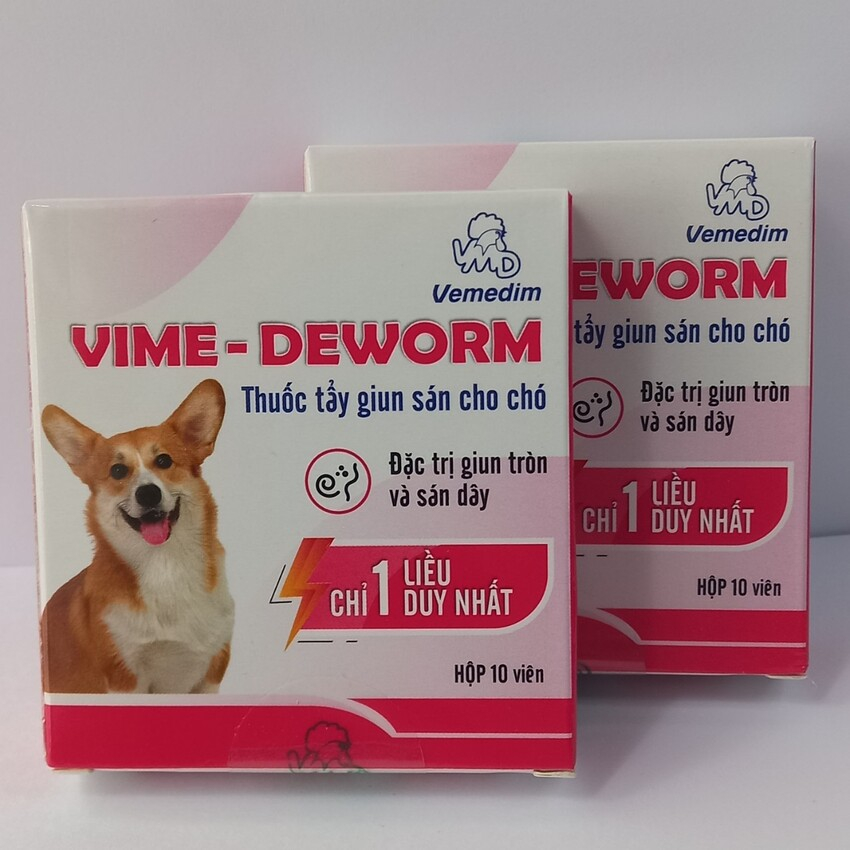 VMD
Vemedim
VIME - DEWORM
Thuốc tẩy giun sán cho chó
Đặc trị giun tròn
và sán dây
CHỈ 1 LIỀU
DUY NHẤT
HỘP 10 viên
VMD
Vemedim
EWORM
tẩy giun sán cho chó
Đặc trị giun tròn
và sán dây
CHỈ 1 LIỀU
DUY NHẤT
HỘP 10 viên